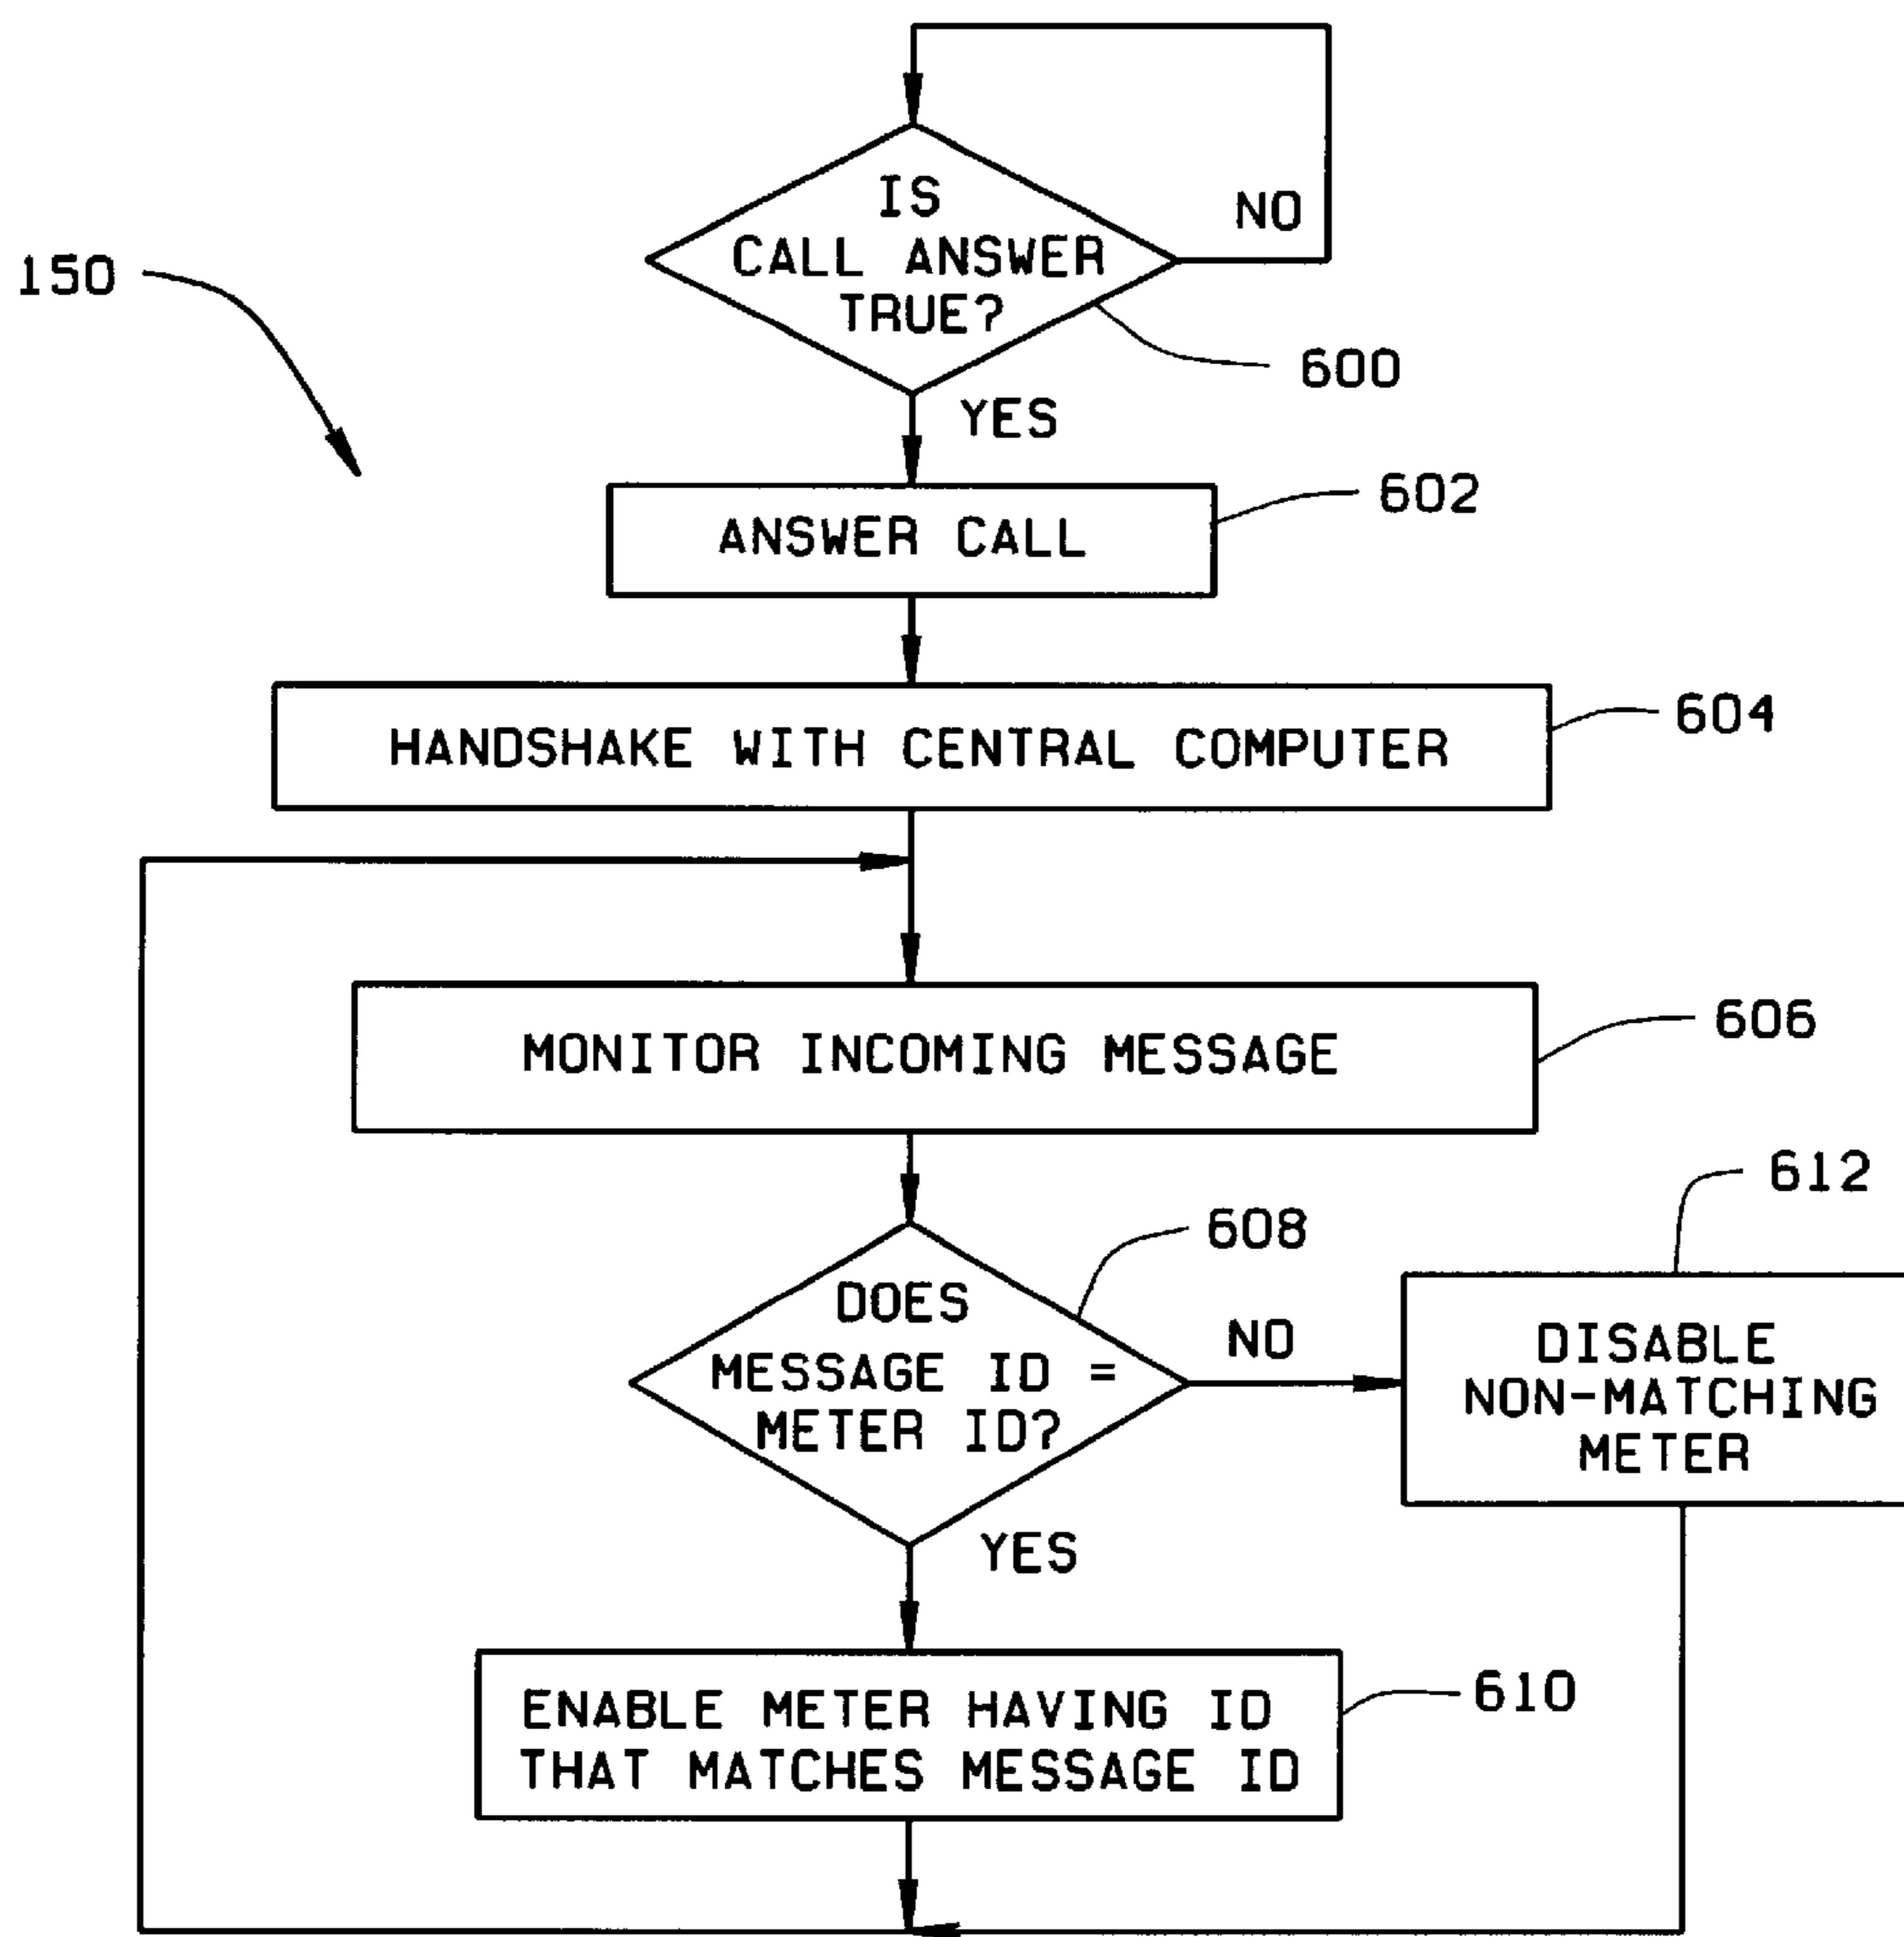 IS
CALL ANSWER
TRUE?
NO
150
600
YES
602
ANSWER CALL
604
HANDSHAKE WITH CENTRAL COMPUTER
606
MONITOR INCOMING MESSAGE
612
608
DOES
MESSAGE ID =
METER ID?
NO
DISABLE
NON-MATCHING
METER
YES
610
ENABLE METER HAVING ID
THAT MATCHES MESSAGE ID